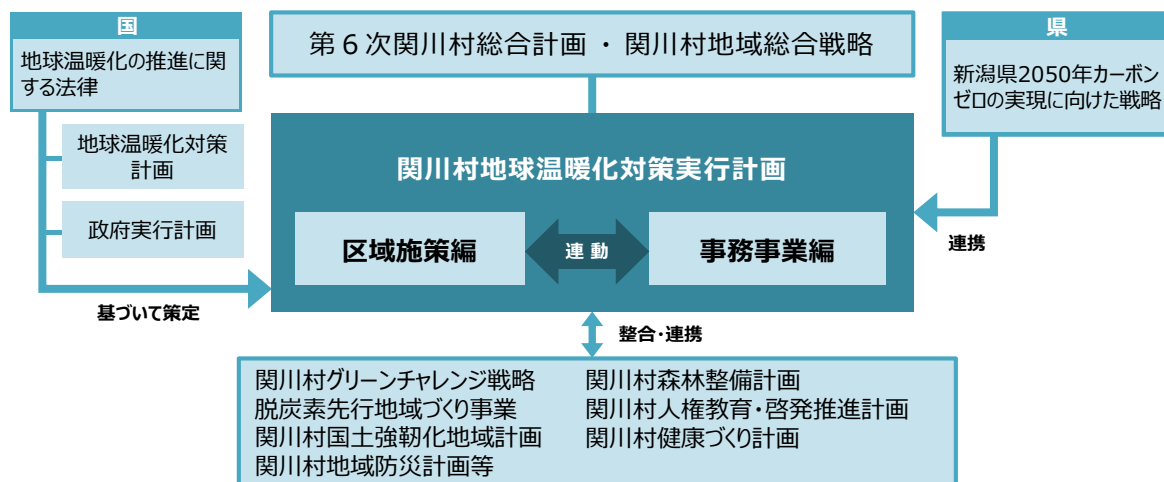 国
地球温暖化の推進に関
する法律
地球温暖化対策
計画
政府実行計画
基づいて策定
第6次関川村総合計画 ・ 関川村地域総合戦略
県
新潟県2050年カーボン
ゼロの実現に向けた戦略
連携
関川村地球温暖化対策実行計画
区域施策編
連動
事務事業編
整合・連携
関川村グリーンチャレンジ戦略
脱炭素先行地域づくり事業
関川村国土強靭化地域計画
関川村地域防災計画等
関川村森林整備計画
関川村人権教育・啓発推進計画
関川村健康づくり計画